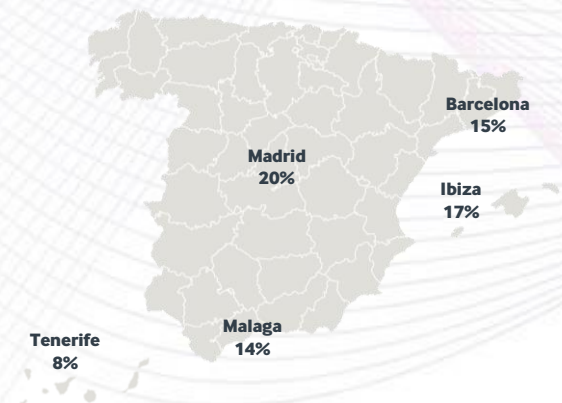 Barcelona
15%
Madrid
20%
Ibiza
17%
Malaga
14%
Tenerife
8%